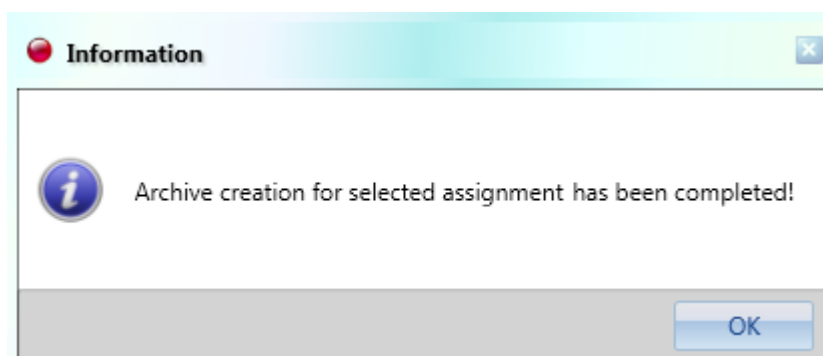 Information
Archive creation for selected assignment has been completed!
OK